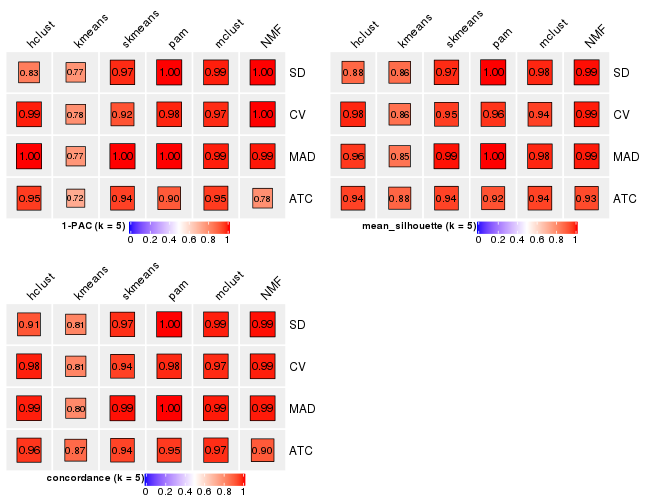 hclust kmeans skmeans pam mclust NMF
0.83 0.77 0.97 1.00 0.99 1.00 SD
0.99 0.78 0.92 0.98 0.97 1.00 CV
1.00 0.77 1.00 1.00 0.99 0.99 MAD
0.95 0.72 0.94 0.90 0.95 0.78 ATC
1-PAC (k = 5)
0 0.2 0.4 0.6 0.8 1
hclust kmeans skmeans pam mclust NMF
0.88 0.86 0.97 1.00 0.98 0.99 SD
0.98 0.86 0.95 0.96 0.94 0.99 CV
0.96 0.85 0.99 1.00 0.98 0.99 MAD
0.94 0.88 0.94 0.92 0.94 0.93 ATC
mean_silhouette (k = 5)
0 0.2 0.4 0.6 0.8 1
hclust kmeans skmeans pam mclust NMF
0.91 0.81 0.97 1.00 0.99 0.99 SD
0.98 0.81 0.94 0.98 0.97 0.99 CV
0.99 0.80 0.99 1.00 0.99 0.99 MAD
0.96 0.87 0.94 0.95 0.97 0.90 ATC
concordance (k = 5)
0 0.2 0.4 0.6 0.8 1